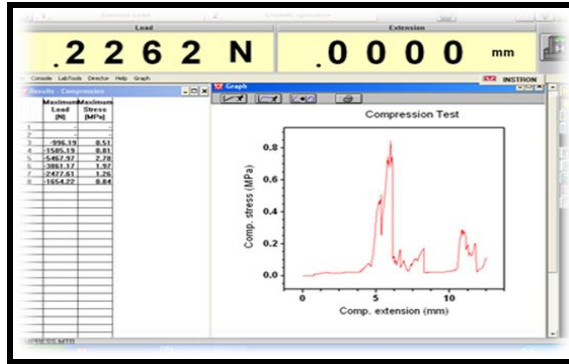 Load
Extension
.2262 N
.0000 mm
Console LabTools Director Help Graph
INSTRON
Results - Compression
Graph
Maximum Maximum
Load Stress
[N] [MPa]
1 - -
2 - -
3 -996.19 0.51
4 -1585.19 0.81
5 -5467.97 2.78
6 -3861.17 1.97
7 -2477.61 1.26
8 -1654.22 0.84
Compression Test
Comp. stress (MPa)
0.8
0.6
0.4
0.2
0.0
0 5 10
Comp. extension (mm)